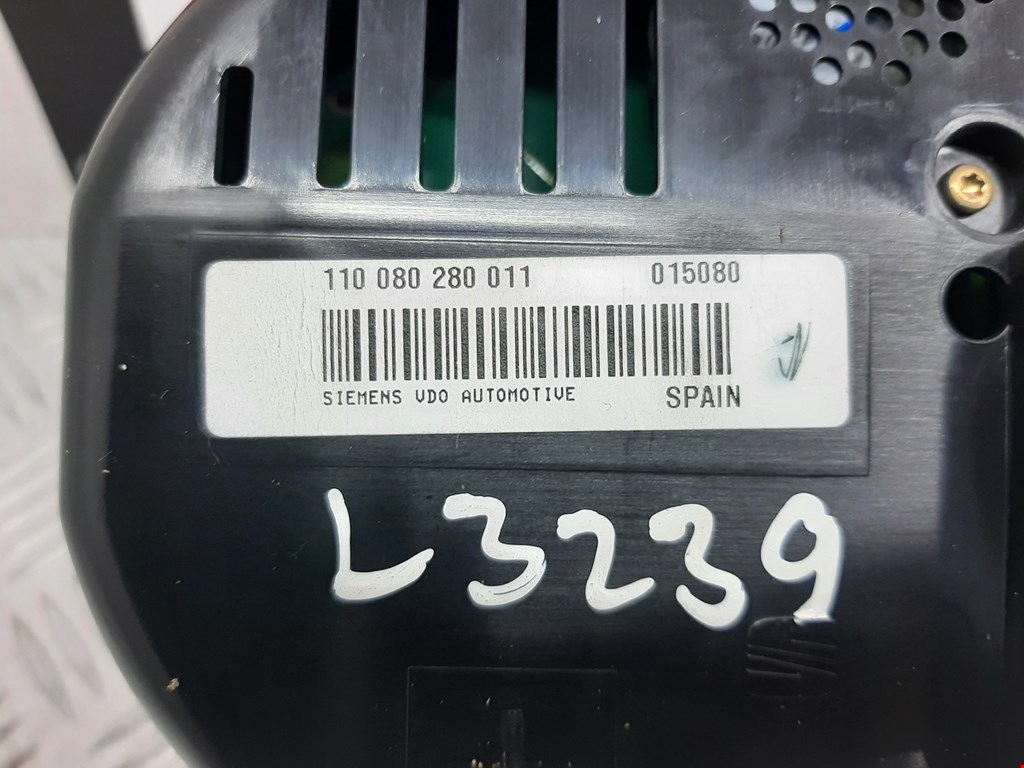 110 080 280 011 015080
SIEMENS VDO AUTOMOTIVE SPAIN
L3239